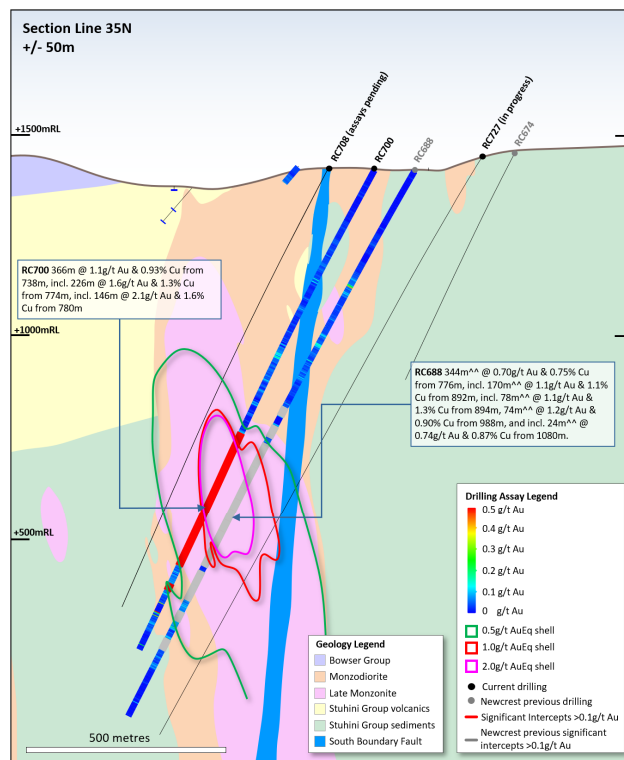 Section Line 35N
+/- 50m
RC708 (assays pending)
RC700
RC688
RC727 (in progress)
RC674
+1500mRL
RC700 366m @ 1.1g/t Au & 0.93% Cu from
738m, incl. 226m @ 1.6g/t Au & 1.3% Cu
from 774m, incl. 146m @ 2.1g/t Au & 1.6%
Cu from 780m
+1000mRL
RC688 344m^^ @ 0.70g/t Au & 0.75% Cu
from 776m, incl. 170m^^ @ 1.1g/t Au & 1.1%
Cu from 892m, incl. 78m^^ @ 1.1g/t Au &
1.3% Cu from 894m, 74m^^ @ 1.2g/t Au &
0.90% Cu from 988m, and incl. 24m^^ @
0.74g/t Au & 0.87% Cu from 1080m.
+500mRL
Drilling Assay Legend
0.5 g/t Au
0.4 g/t Au
0.3 g/t Au
0.2 g/t Au
0.1 g/t Au
0 g/t Au
0.5g/t AuEq shell
1.0g/t AuEq shell
2.0g/t AuEq shell
Current drilling
Newcrest previous drilling
Significant Intercepts >0.1g/t Au
Newcrest previous significant
intercepts >0.1g/t Au
Geology Legend
Bowser Group
Monzodiorite
Late Monzonite
Stuhini Group volcanics
Stuhini Group sediments
South Boundary Fault
500 metres